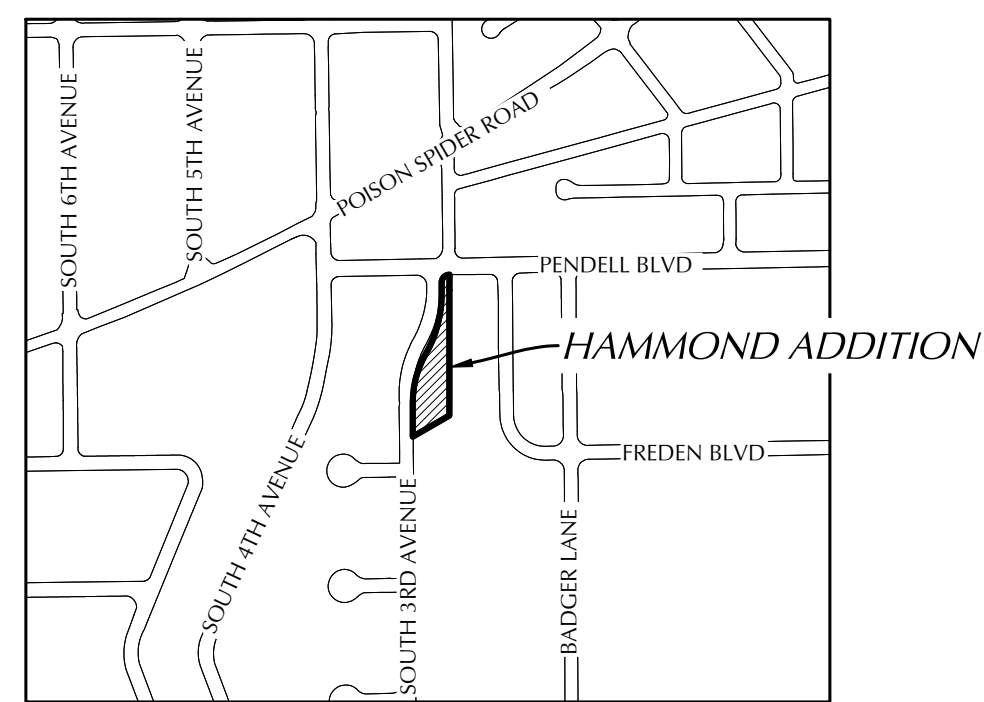 SOUTH 6TH AVENUE
SOUTH 5TH AVENUE
POISON SPIDER ROAD
PENDELL BLVD
HAMMOND ADDITION
FREDEN BLVD
SOUTH 4TH AVENUE
SOUTH 3RD AVENUE
BADGER LANE